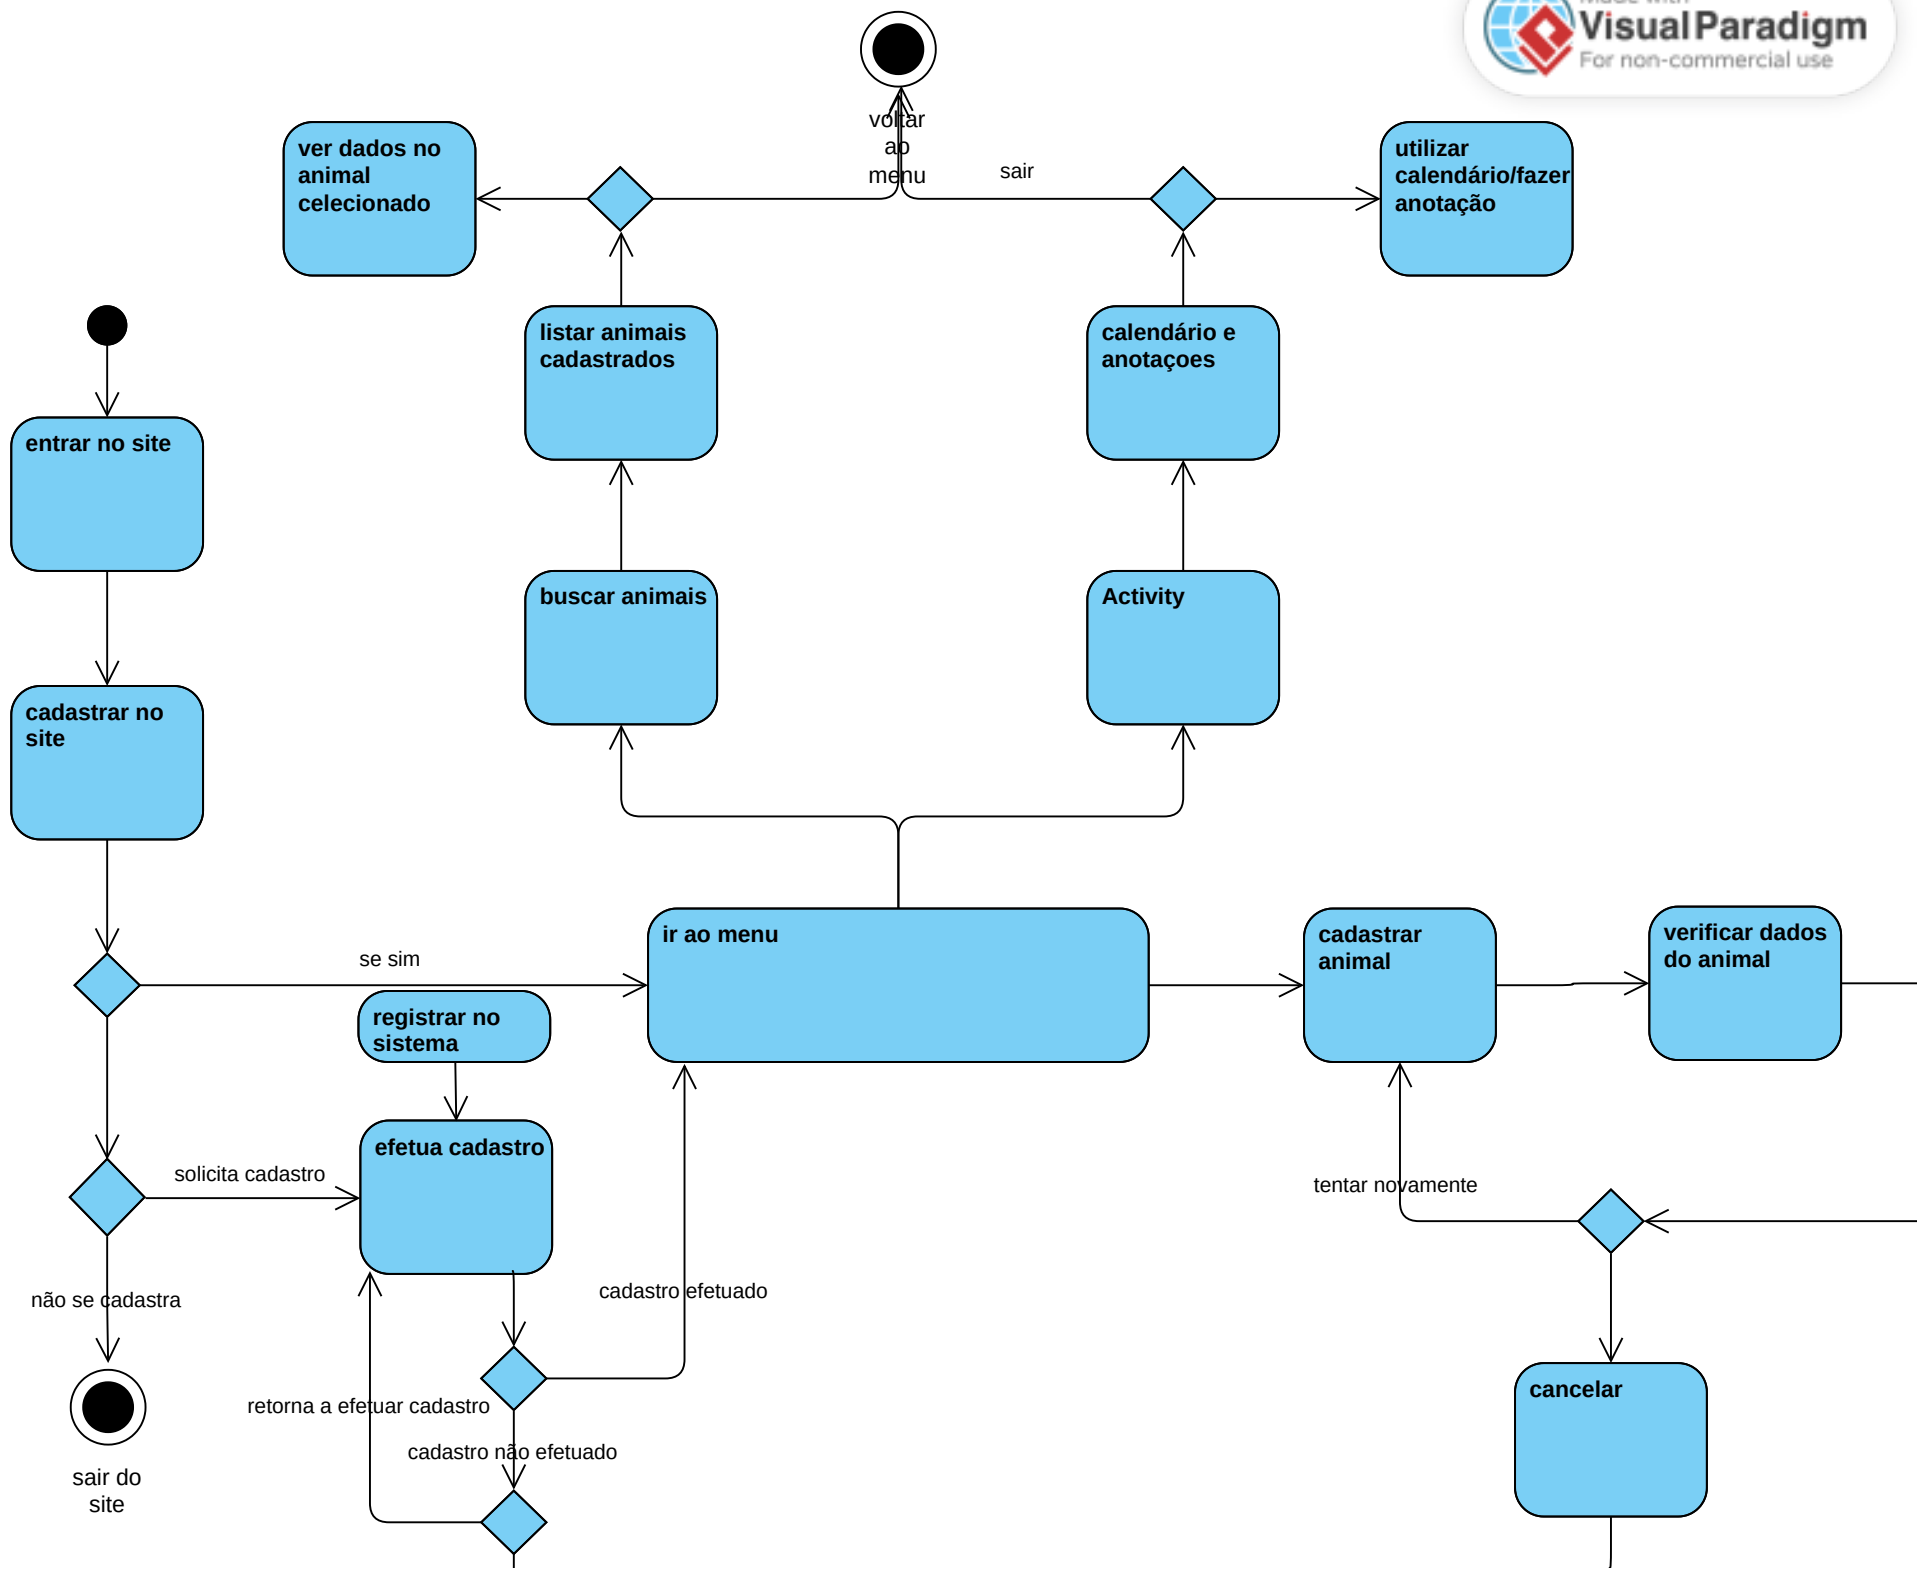 Made with
Visual Paradigm
For non-commercial use
voltar
ao
menu
ver dados no
animal
celecionado
sair
utilizar
calendário/fazer
anotação
listar animais
cadastrados
calendário e
anotaçoes
entrar no site
buscar animais
Activity
cadastrar no
site
se sim
ir ao menu
cadastrar
animal
verificar dados
do animal
registrar no
sistema
efetua cadastro
solicita cadastro
tentar novamente
não se cadastra
cadastro efetuado
cancelar
retorna a efetuar cadastro
cadastro não efetuado
sair do
site